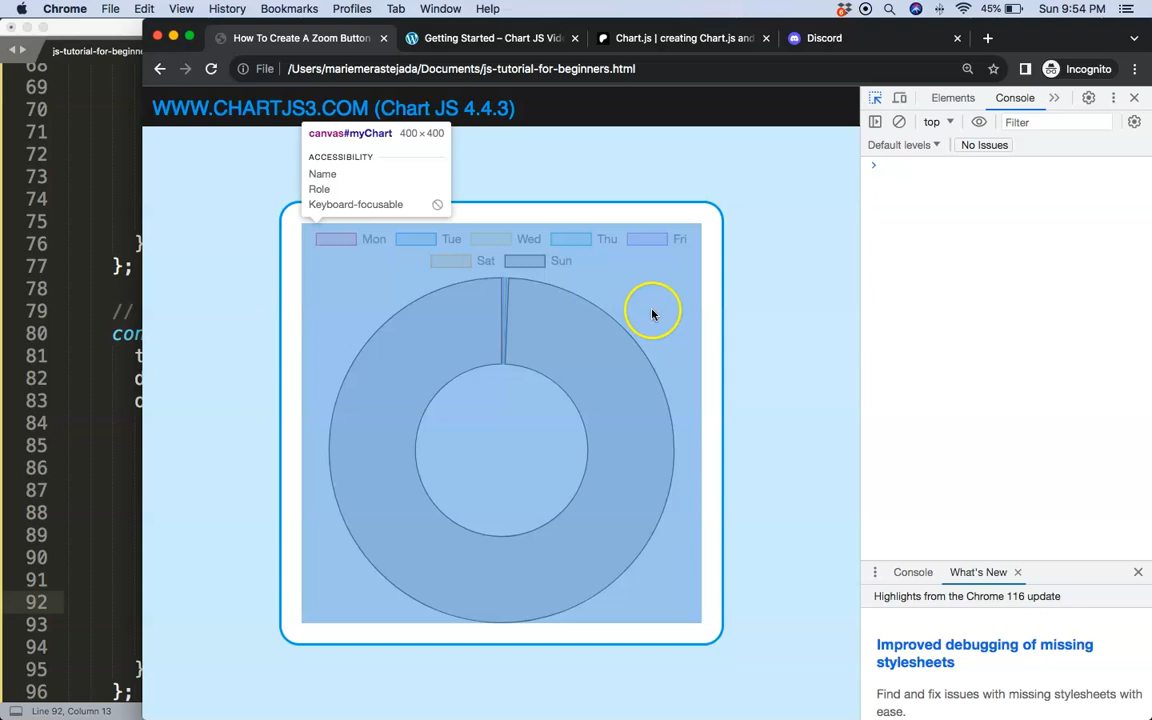 Chrome File Edit View History Bookmarks Profiles Tab Window Help 45% Sun 9:54 PM
js-tutorial-for-beginne
How To Create A Zoom Button Getting Started – Chart JS Vid Chart.js | creating Chart.js and Discord
File /Users/mariemerastejada/Documents/js-tutorial-for-beginners.html Incognito
WWW.CHARTJS3.COM (Chart JS 4.4.3)
canvas#myChart 400 × 400
ACCESSIBILITY
Name
Role
Keyboard-focusable
Mon Tue Wed Thu Fri
Sat Sun
Elements Console
top Filter
Default levels No Issues
Console What's New
Highlights from the Chrome 116 update
Improved debugging of missing
stylesheets
Find and fix issues with missing stylesheets with
ease.
68
69
70
71
72
73
74
75
76 }
77 };
78
79 //
80 con
81 t
82 d
83 c
84
85
86
87
88
89
90
91
92
93
94
95 }
96 };
Line 92, Column 13